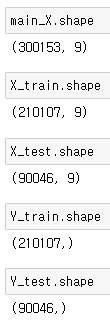 main_X.shape
(300153, 9)
X_train.shape
(210107, 9)
X_test.shape
(90046, 9)
Y_train.shape
(210107,)
Y_test.shape
(90046,)